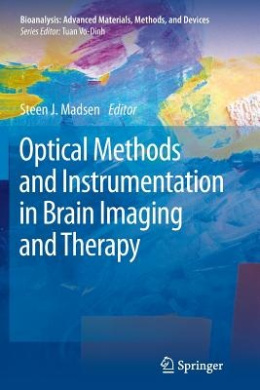 Bioanalysis: Advanced Materials, Methods, and Devices
Series Editor: Tuan Vo-Dinh
Steen J. Madsen Editor
Optical Methods
and Instrumentation
in Brain Imaging
and Therapy
Springer